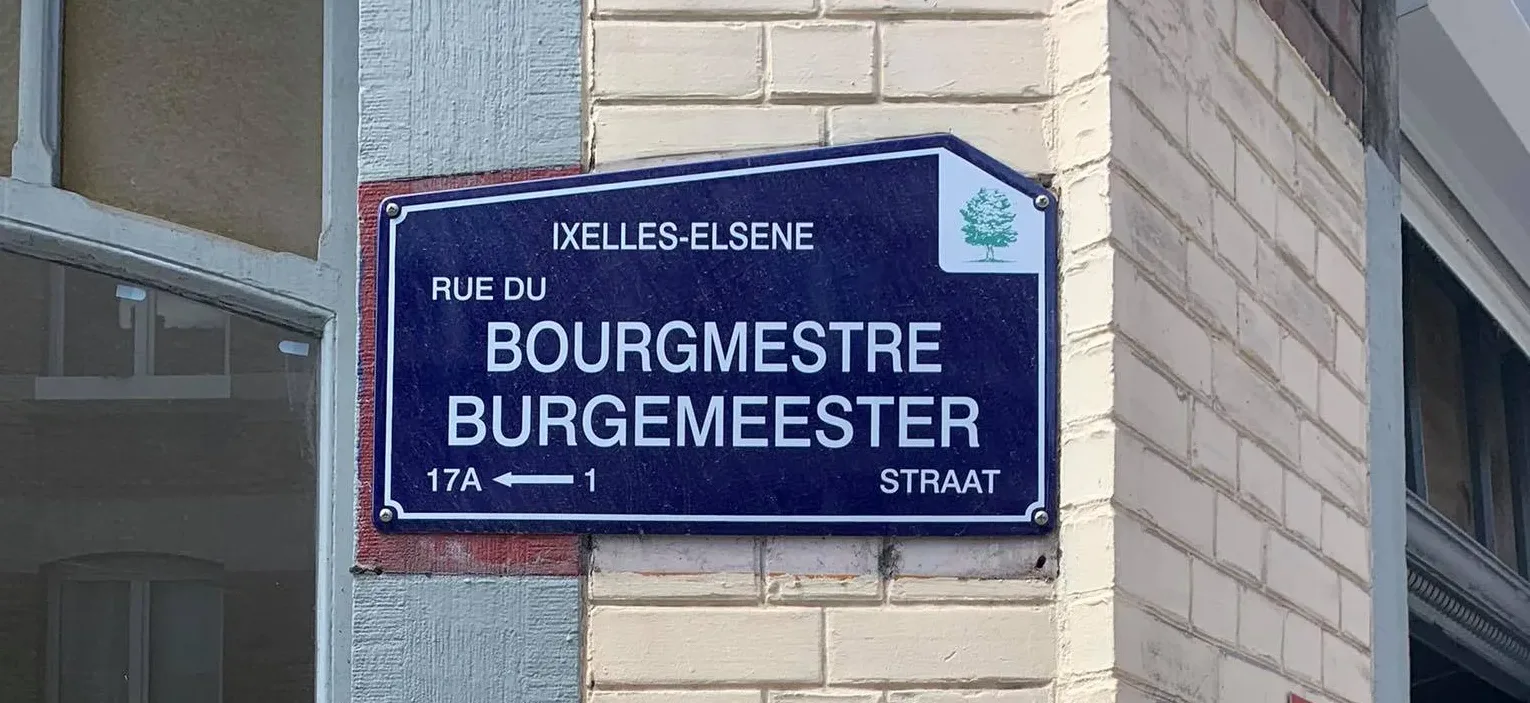 IXELLES-ELSENE
RUE DU
BOURGMESTRE
BURGEMEESTER
17A ← 1 STRAAT